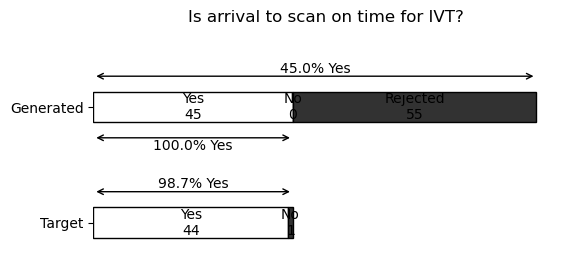 Is arrival to scan on time for IVT?
45.0% Yes
Generated
Yes No Rejected
45 0 55
100.0% Yes
98.7% Yes
Target
Yes No
44 1